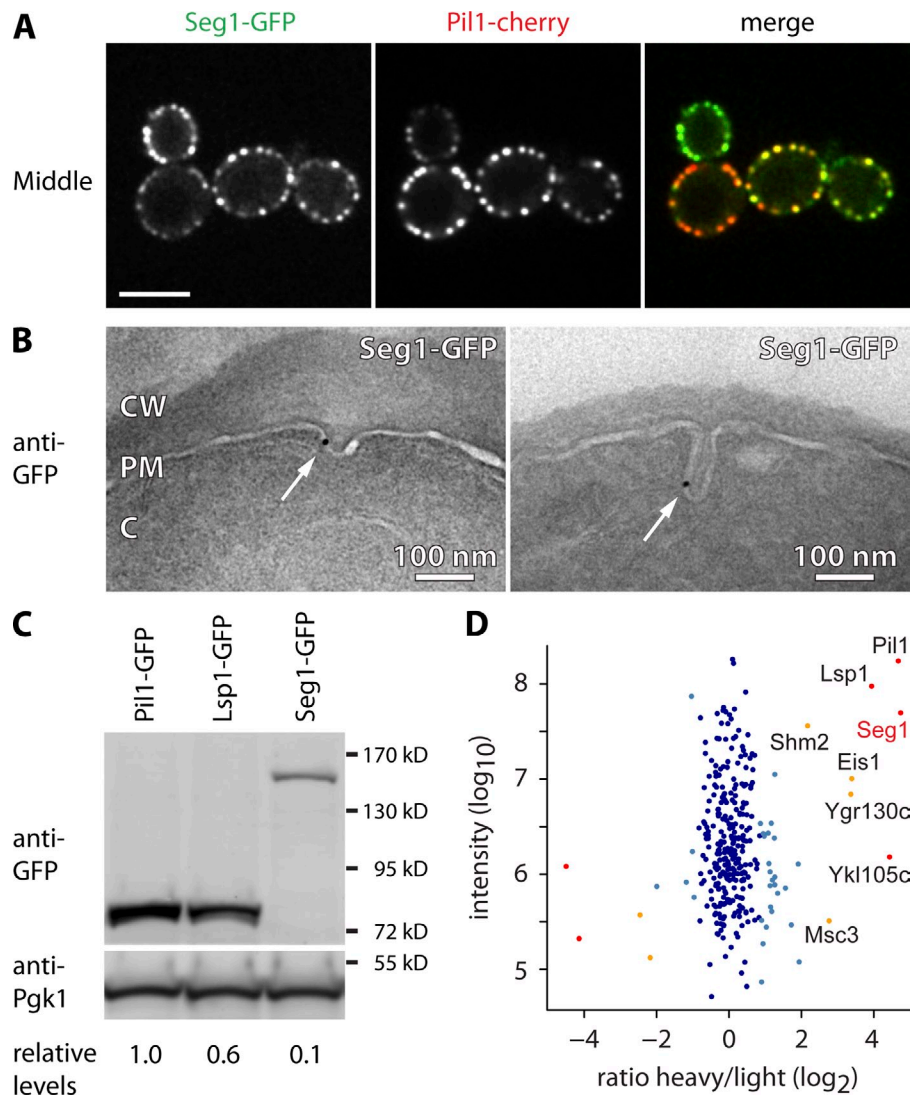 A
Seg1-GFP
Pil1-cherry
merge
Middle
B
Seg1-GFP
Seg1-GFP
anti-
GFP
CW
PM
C
100 nm
100 nm
C
Pil1-GFP
Lsp1-GFP
Seg1-GFP
170 kD
130 kD
95 kD
72 kD
55 kD
anti-
GFP
anti-
Pgk1
relative
levels
1.0
0.6
0.1
D
intensity (log10)
8
7
6
5
Pil1
Lsp1
Seg1
Shm2
Eis1
Ygr130c
Ykl105c
Msc3
−4
−2
0
2
4
ratio heavy/light (log2)